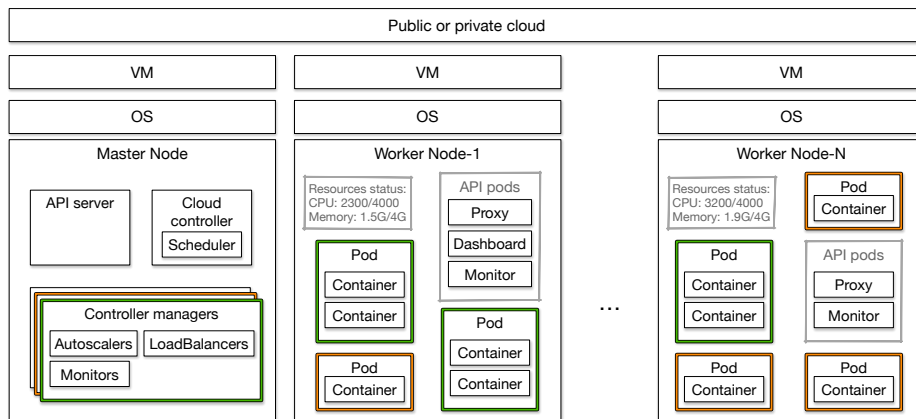 Public or private cloud
VM
VM
VM
OS
OS
OS
Master Node
API server
Cloud
controller
Scheduler
Controller managers
Autoscalers
LoadBalancers
Monitors
Worker Node-1
Resources status:
CPU: 2300/4000
Memory: 1.5G/4G
API pods
Proxy
Dashboard
Monitor
Pod
Container
Container
Pod
Container
Container
Pod
Container
...
Worker Node-N
Resources status:
CPU: 3200/4000
Memory: 1.9G/4G
Pod
Container
Pod
Container
Container
API pods
Proxy
Monitor
Pod
Container
Pod
Container